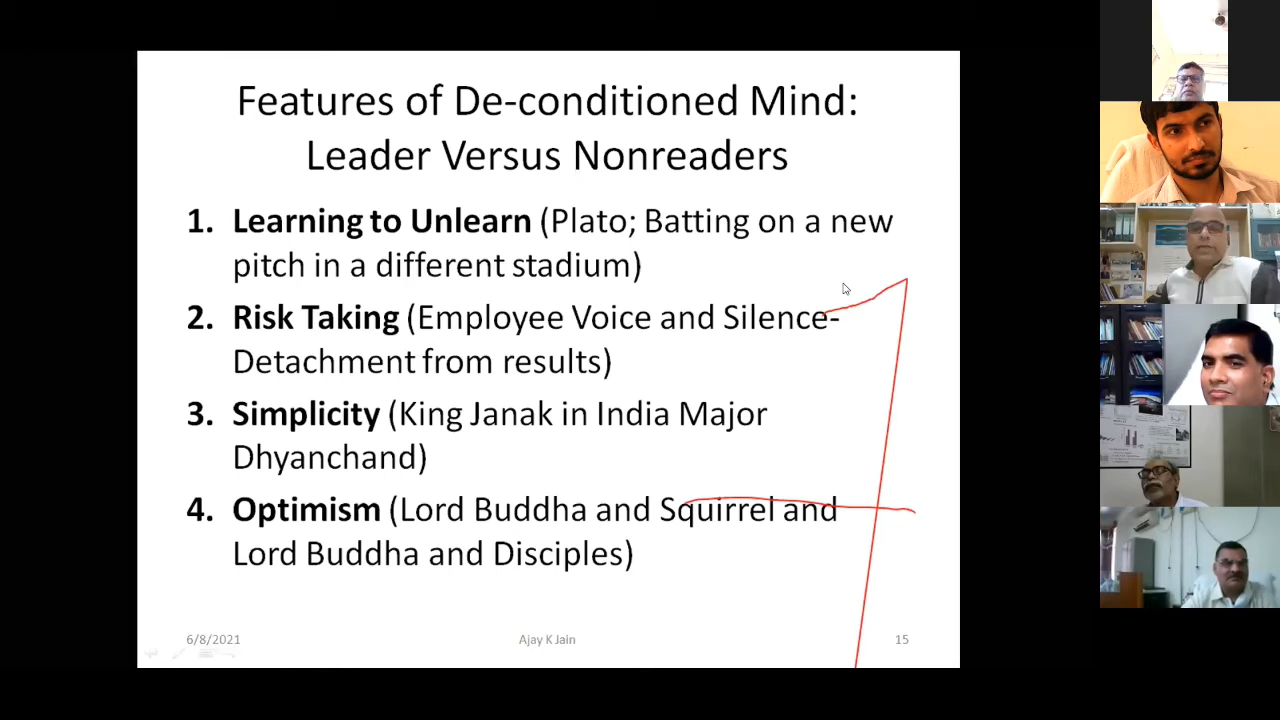 Features of De-conditioned Mind:
Leader Versus Nonreaders
1. Learning to Unlearn (Plato; Batting on a new
pitch in a different stadium)
2. Risk Taking (Employee Voice and Silence-
Detachment from results)
3. Simplicity (King Janak in India Major
Dhyanchand)
4. Optimism (Lord Buddha and Squirrel and
Lord Buddha and Disciples)
6/8/2021
Ajay K Jain
15